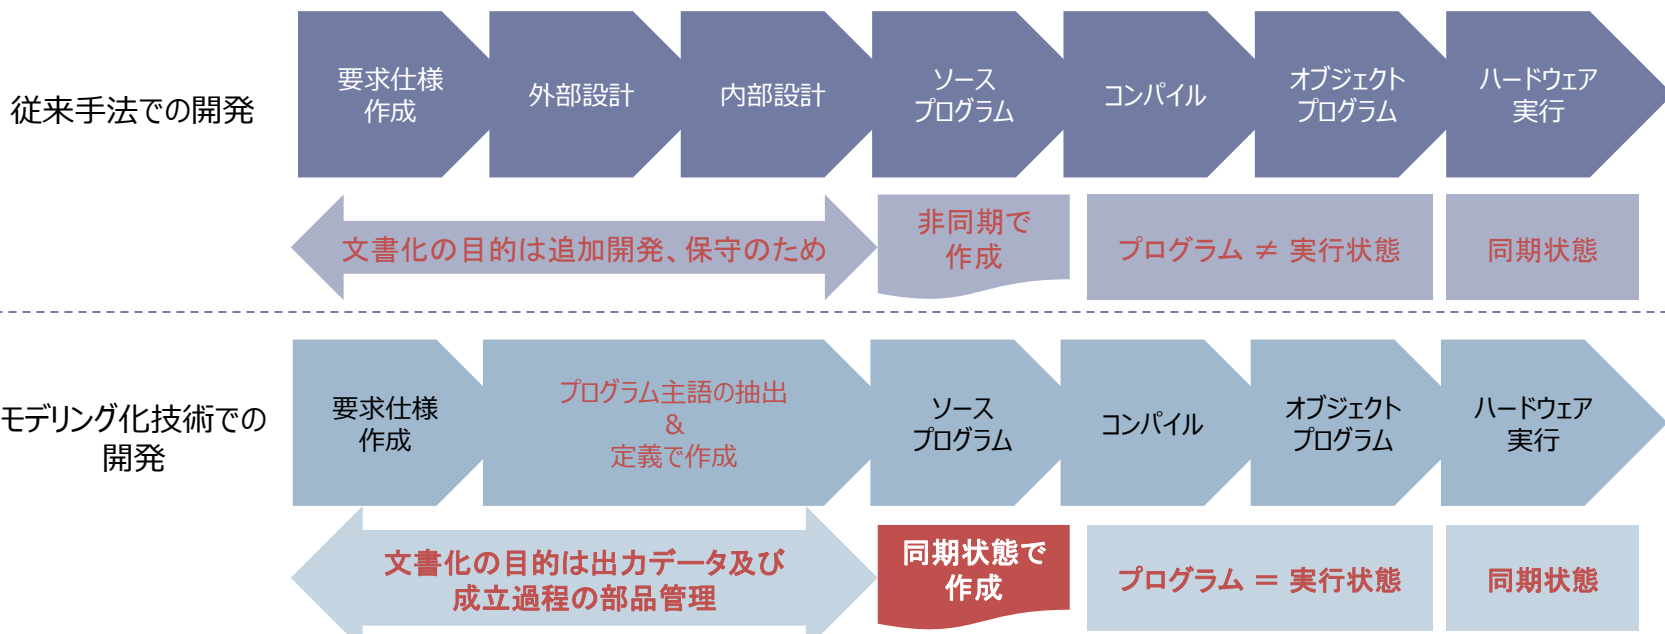 従来手法での開発
要求仕様
作成
外部設計
内部設計
ソース
プログラム
コンパイル
オブジェクト
プログラム
ハードウェア
実行
文書化の目的は追加開発、保守のため
非同期で
作成
プログラム ≠ 実行状態
同期状態
モデリング化技術での
開発
要求仕様
作成
プログラム主語の抽出
&
定義で作成
ソース
プログラム
コンパイル
オブジェクト
プログラム
ハードウェア
実行
文書化の目的は出力データ及び
成立過程の部品管理
同期状態で
作成
プログラム = 実行状態
同期状態